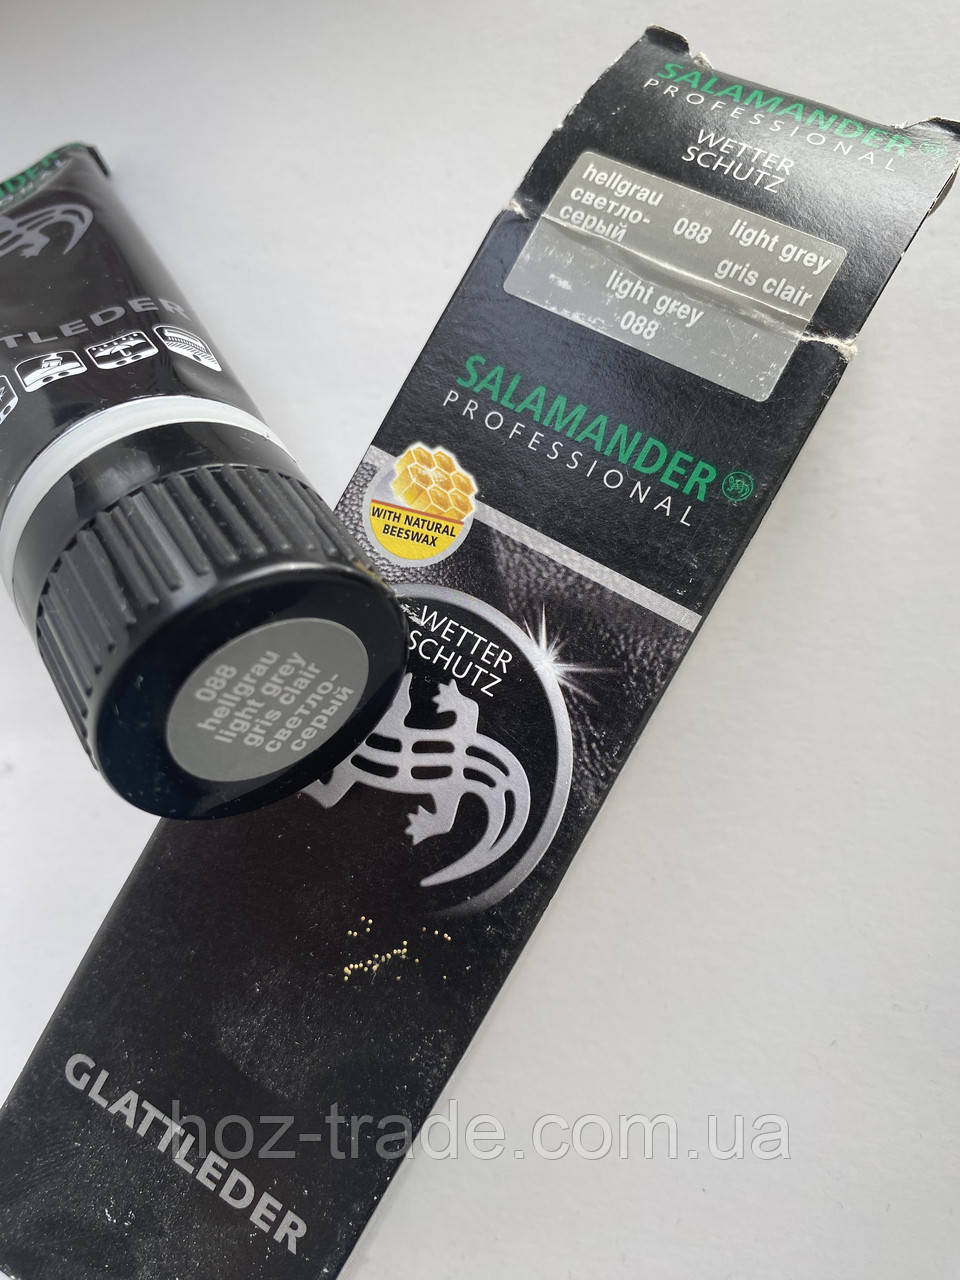 SALAMANDER
PROFESSIONAL
WETTER
SCHUTZ
hellgrau
светло-
серый
088
light grey
gris clair
light grey
088
SALAMANDER
PROFESSIONAL
WITH NATURAL
BEESWAX
WETTER
SCHUTZ
GLATTLEDER
088
hellgrau
light grey
gris clair
светло-
серый
hoz-trade.com.ua